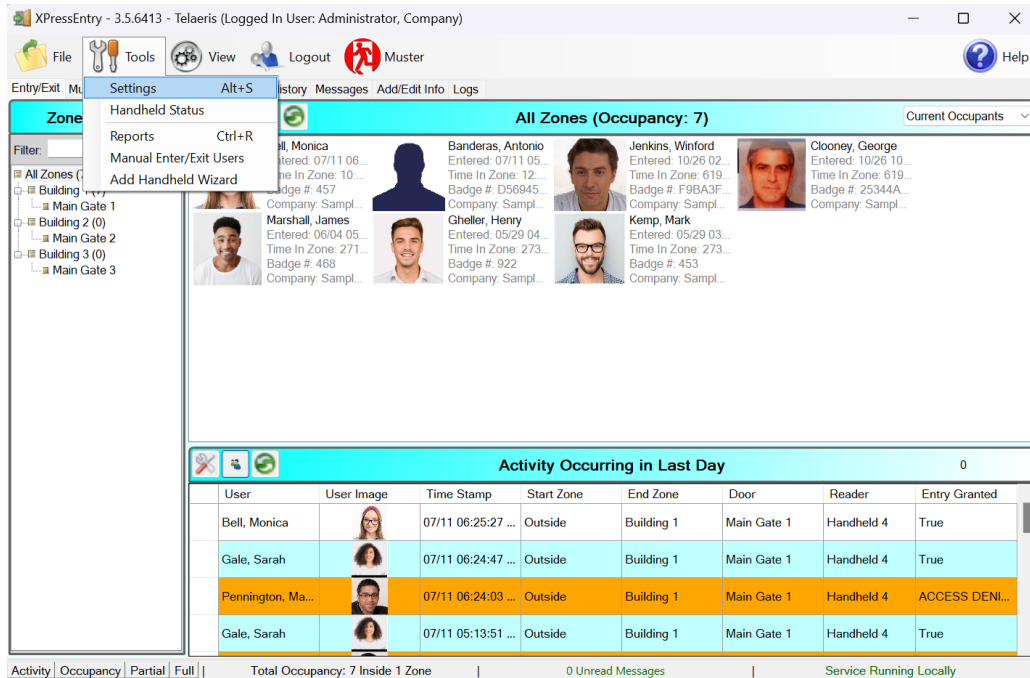 XPressEntry - 3.5.6413 - Telaeris (Logged In User: Administrator, Company)
File Tools View Logout Muster Help
Entry/Exit Mu istory Messages Add/Edit Info Logs
Settings Alt+S
Handheld Status
Reports Ctrl+R
Manual Enter/Exit Users
Add Handheld Wizard
Zone All Zones (Occupancy: 7) Current Occupants
Filter:
All Zones (
Building 1 (7)
Main Gate 1
Building 2 (0)
Main Gate 2
Building 3 (0)
Main Gate 3
ell, Monica
ntered: 07/11 06...
me In Zone: 10:...
Badge #: 457
Company: Sampl...
Banderas, Antonio
Entered: 07/11 05...
Time In Zone: 12:...
Badge #: D56945...
Company: Sampl...
Jenkins, Winford
Entered: 10/26 02...
Time In Zone: 619...
Badge #: F9BA3F...
Company: Sampl...
Clooney, George
Entered: 10/26 10...
Time In Zone: 619...
Badge #: 25344A...
Company: Sampl...
Marshall, James
Entered: 06/04 05...
Time In Zone: 271...
Badge #: 468
Company: Sampl...
Gheller, Henry
Entered: 05/29 04...
Time In Zone: 273...
Badge #: 922
Company: Sampl...
Kemp, Mark
Entered: 05/29 03...
Time In Zone: 273...
Badge #: 453
Company: Sampl...
Activity Occurring in Last Day 0
User User Image Time Stamp Start Zone End Zone Door Reader Entry Granted
Bell, Monica 07/11 06:25:27 ... Outside Building 1 Main Gate 1 Handheld 4 True
Gale, Sarah 07/11 06:24:47 ... Outside Building 1 Main Gate 1 Handheld 4 True
Pennington, Ma... 07/11 06:24:03 ... Outside Building 1 Main Gate 1 Handheld 4 ACCESS DENI...
Gale, Sarah 07/11 05:13:51 ... Outside Building 1 Main Gate 1 Handheld 4 True
Activity Occupancy Partial Full | Total Occupancy: 7 Inside 1 Zone | 0 Unread Messages | Service Running Locally